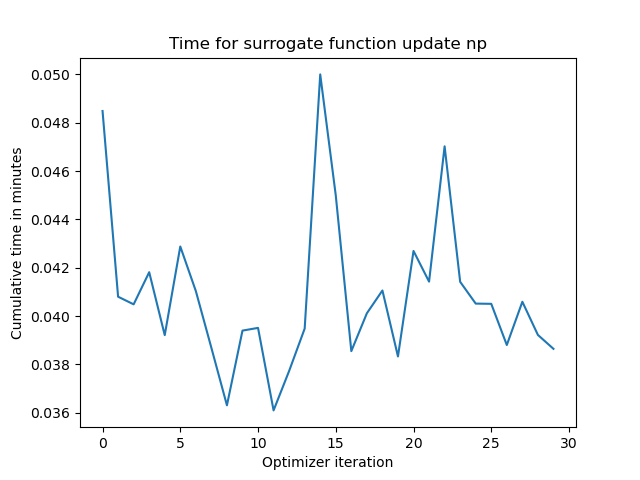 Time for surrogate function update np
Cumulative time in minutes
0.050
0.048
0.046
0.044
0.042
0.040
0.038
0.036
0 5 10 15 20 25 30
Optimizer iteration